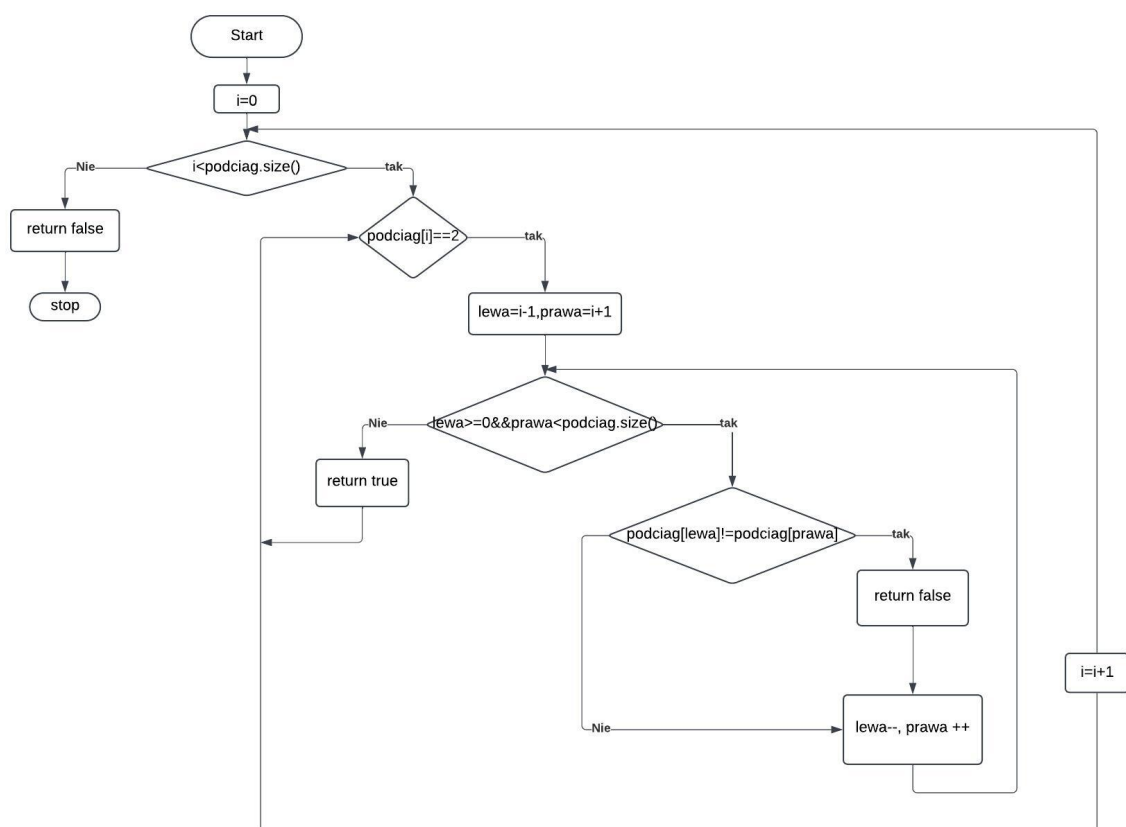 Start
i=0
i<podciag.size()
Nie
tak
return false
stop
podciag[i]==2
tak
lewa=i-1,prawa=i+1
lewa>=0&&prawa<podciag.size()
Nie
tak
return true
podciag[lewa]!=podciag[prawa]
tak
return false
Nie
lewa--, prawa ++
i=i+1